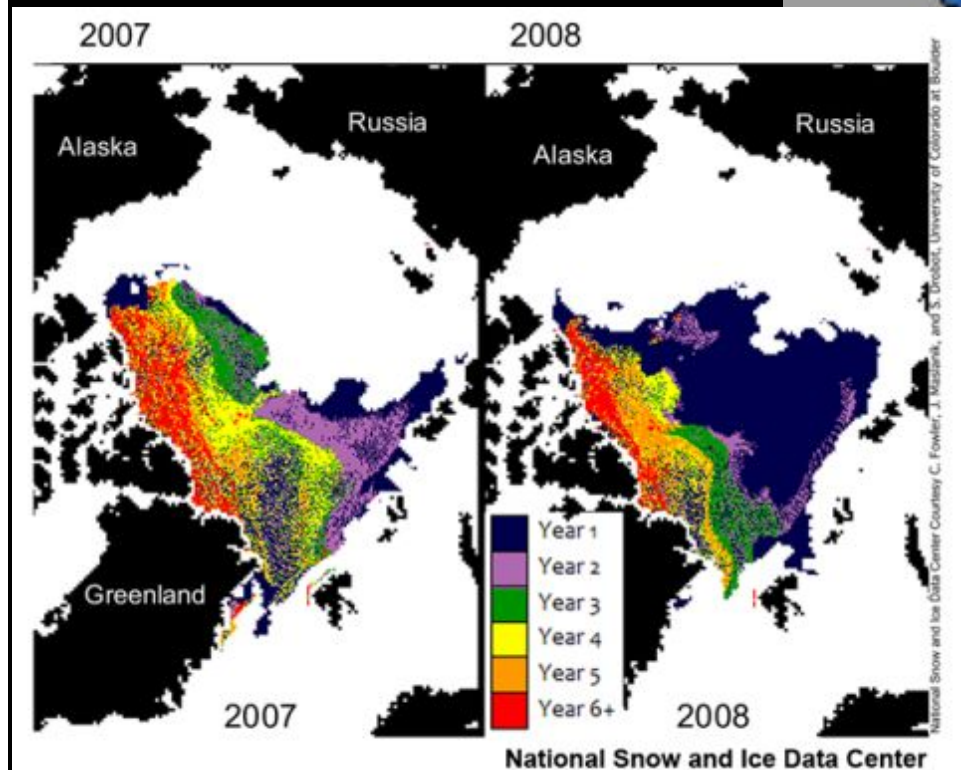 2007
2008
Alaska
Russia
Alaska
Russia
Greenland
Year 1
Year 2
Year 3
Year 4
Year 5
Year 6+
2007
2008
National Snow and Ice Data Center
National Snow and Ice Data Center Courtesy C. Fowler, J. Maslanik, and S. Drobot, University of Colorado at Boulder